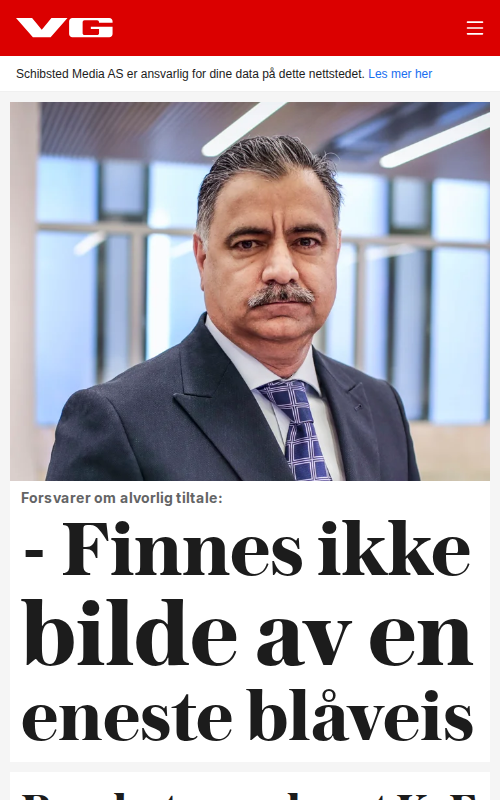 VG
Schibsted Media AS er ansvarlig for dine data på dette nettstedet. Les mer her
Forsvarer om alvorlig tiltale:
- Finnes ikke
bilde av en
eneste blåveis